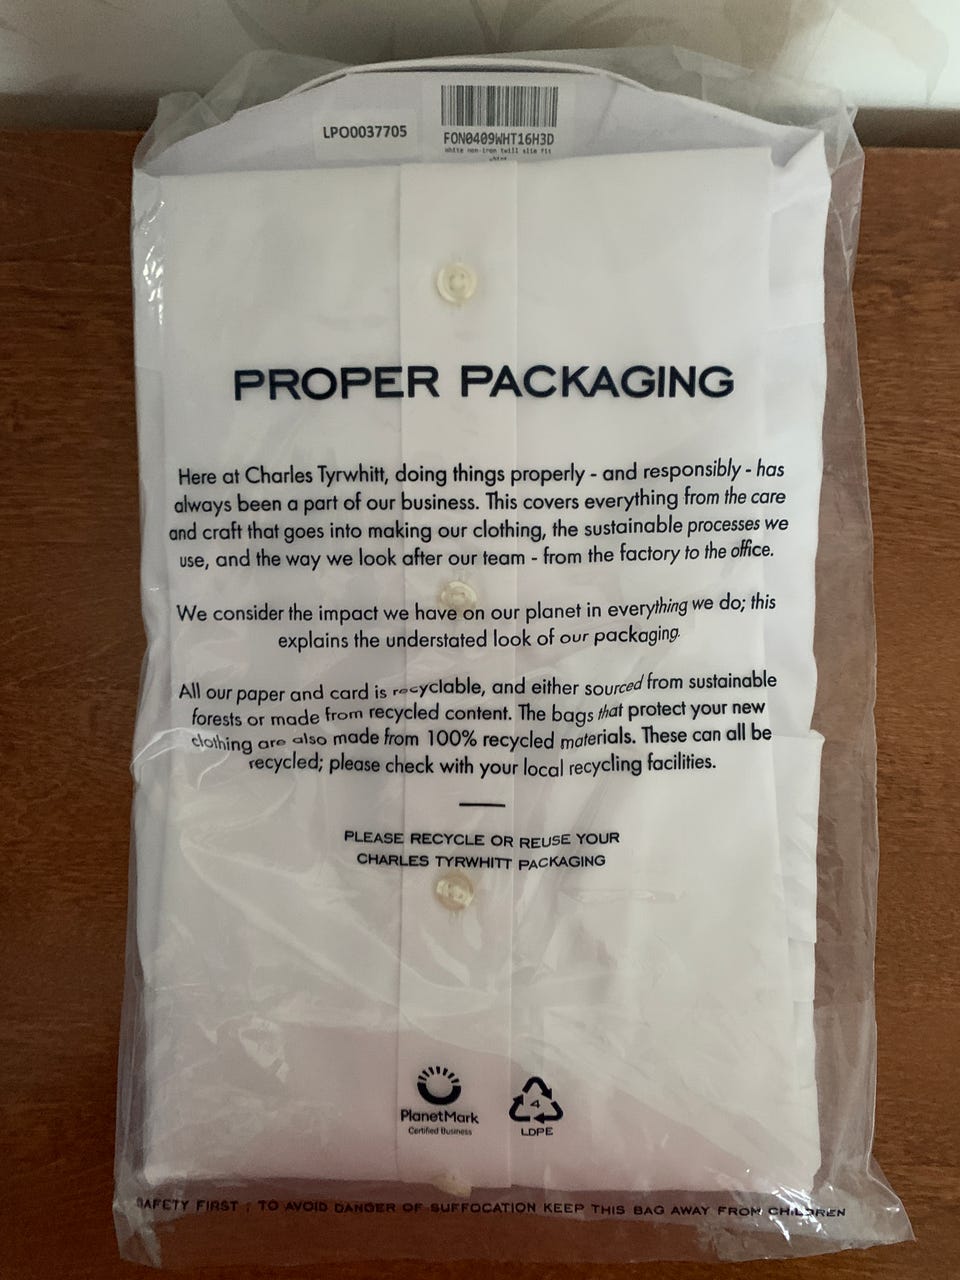 LPO0037705
FON0409WHT16H3D
white non-iron twill slim fit
shirt
PROPER PACKAGING
Here at Charles Tyrwhitt, doing things properly - and responsibly - has
always been a part of our business. This covers everything from the care
and craft that goes into making our clothing, the sustainable processes we
use, and the way we look after our team - from the factory to the office.
We consider the impact we have on our planet in everything we do; this
explains the understated look of our packaging.
All our paper and card is recyclable, and either sourced from sustainable
forests or made from recycled content. The bags that protect your new
clothing are also made from 100% recycled materials. These can all be
recycled; please check with your local recycling facilities.
PLEASE RECYCLE OR REUSE YOUR
CHARLES TYRWHITT PACKAGING
PlanetMark
Certified Business
4
LDPE
SAFETY FIRST : TO AVOID DANGER OF SUFFOCATION KEEP THIS BAG AWAY FROM CHILDREN